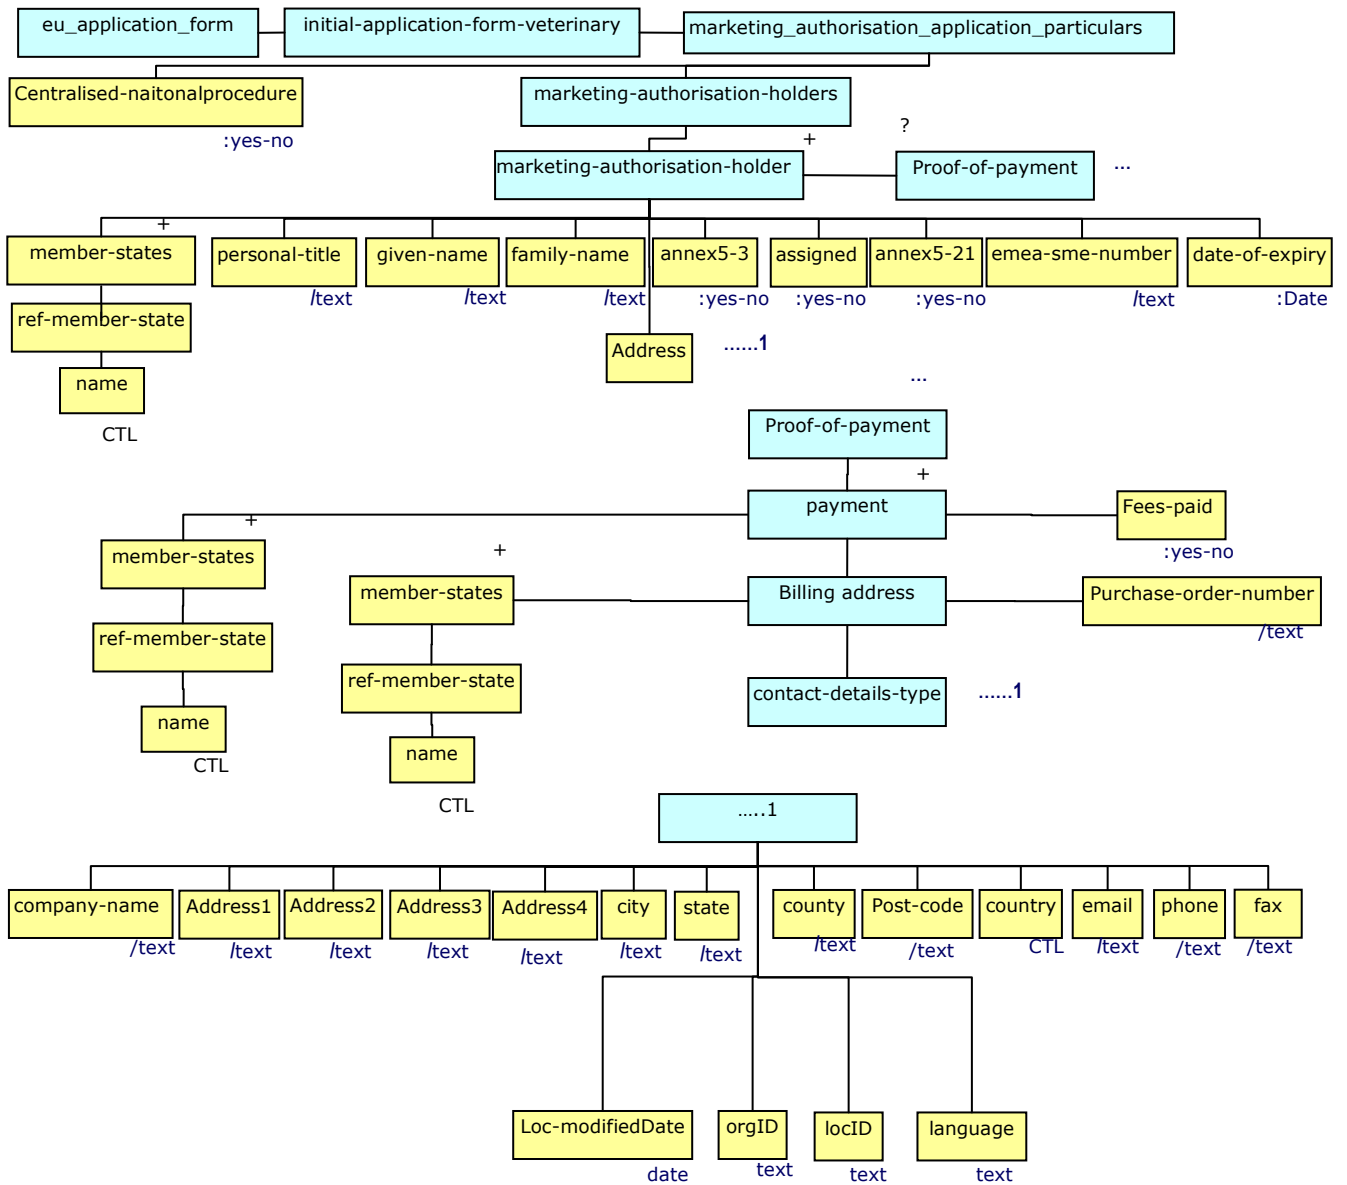 eu_application_form
initial-application-form-veterinary
marketing_authorisation_application_particulars
Centralised-naitonalprocedure
:yes-no
marketing-authorisation-holders
+
?
marketing-authorisation-holder
Proof-of-payment
...
+
member-states
personal-title
given-name
family-name
annex5-3
assigned
annex5-21
emea-sme-number
date-of-expiry
/text
/text
/text
:yes-no
:yes-no
:yes-no
/text
:Date
ref-member-state
Address
......1
name
...
CTL
Proof-of-payment
+
payment
Fees-paid
:yes-no
+
member-states
+
member-states
Billing address
Purchase-order-number
/text
ref-member-state
ref-member-state
contact-details-type
......1
name
CTL
name
CTL
.....1
company-name
Address1
Address2
Address3
Address4
city
state
county
Post-code
country
email
phone
fax
/text
/text
/text
/text
/text
/text
/text
/text
/text
CTL
/text
/text
/text
Loc-modifiedDate
orgID
locID
language
date
text
text
text